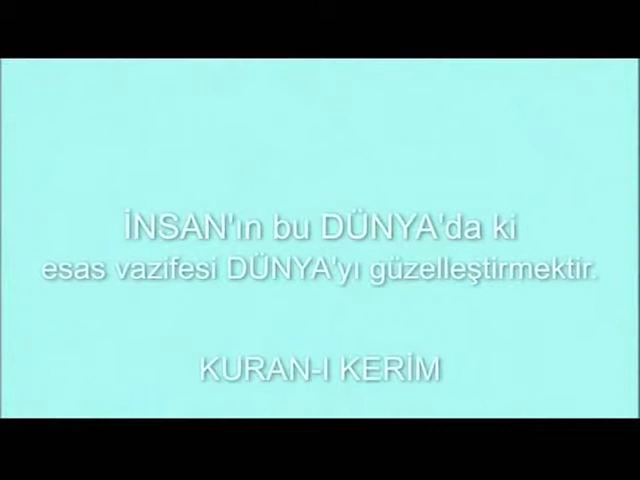 İNSAN'ın bu DÜNYA'da ki
esas vazifesi DÜNYA'yı güzelleştirmektir.
KURAN-I KERİM